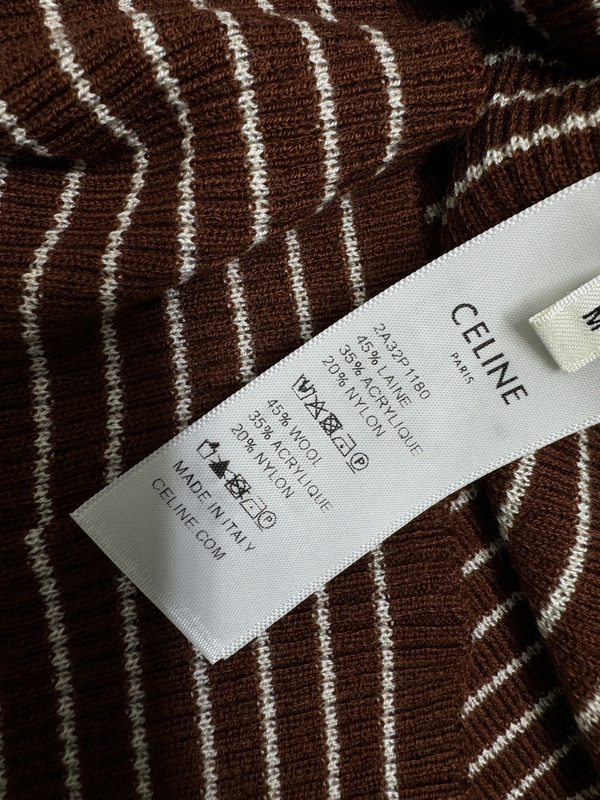 CELINE
PARIS
M
2A32P1180
45% LAINE
35% ACRYLIQUE
20% NYLON
P
45% WOOL
35% ACRYLIQUE
20% NYLON
P
MADE IN ITALY
CELINE.COM